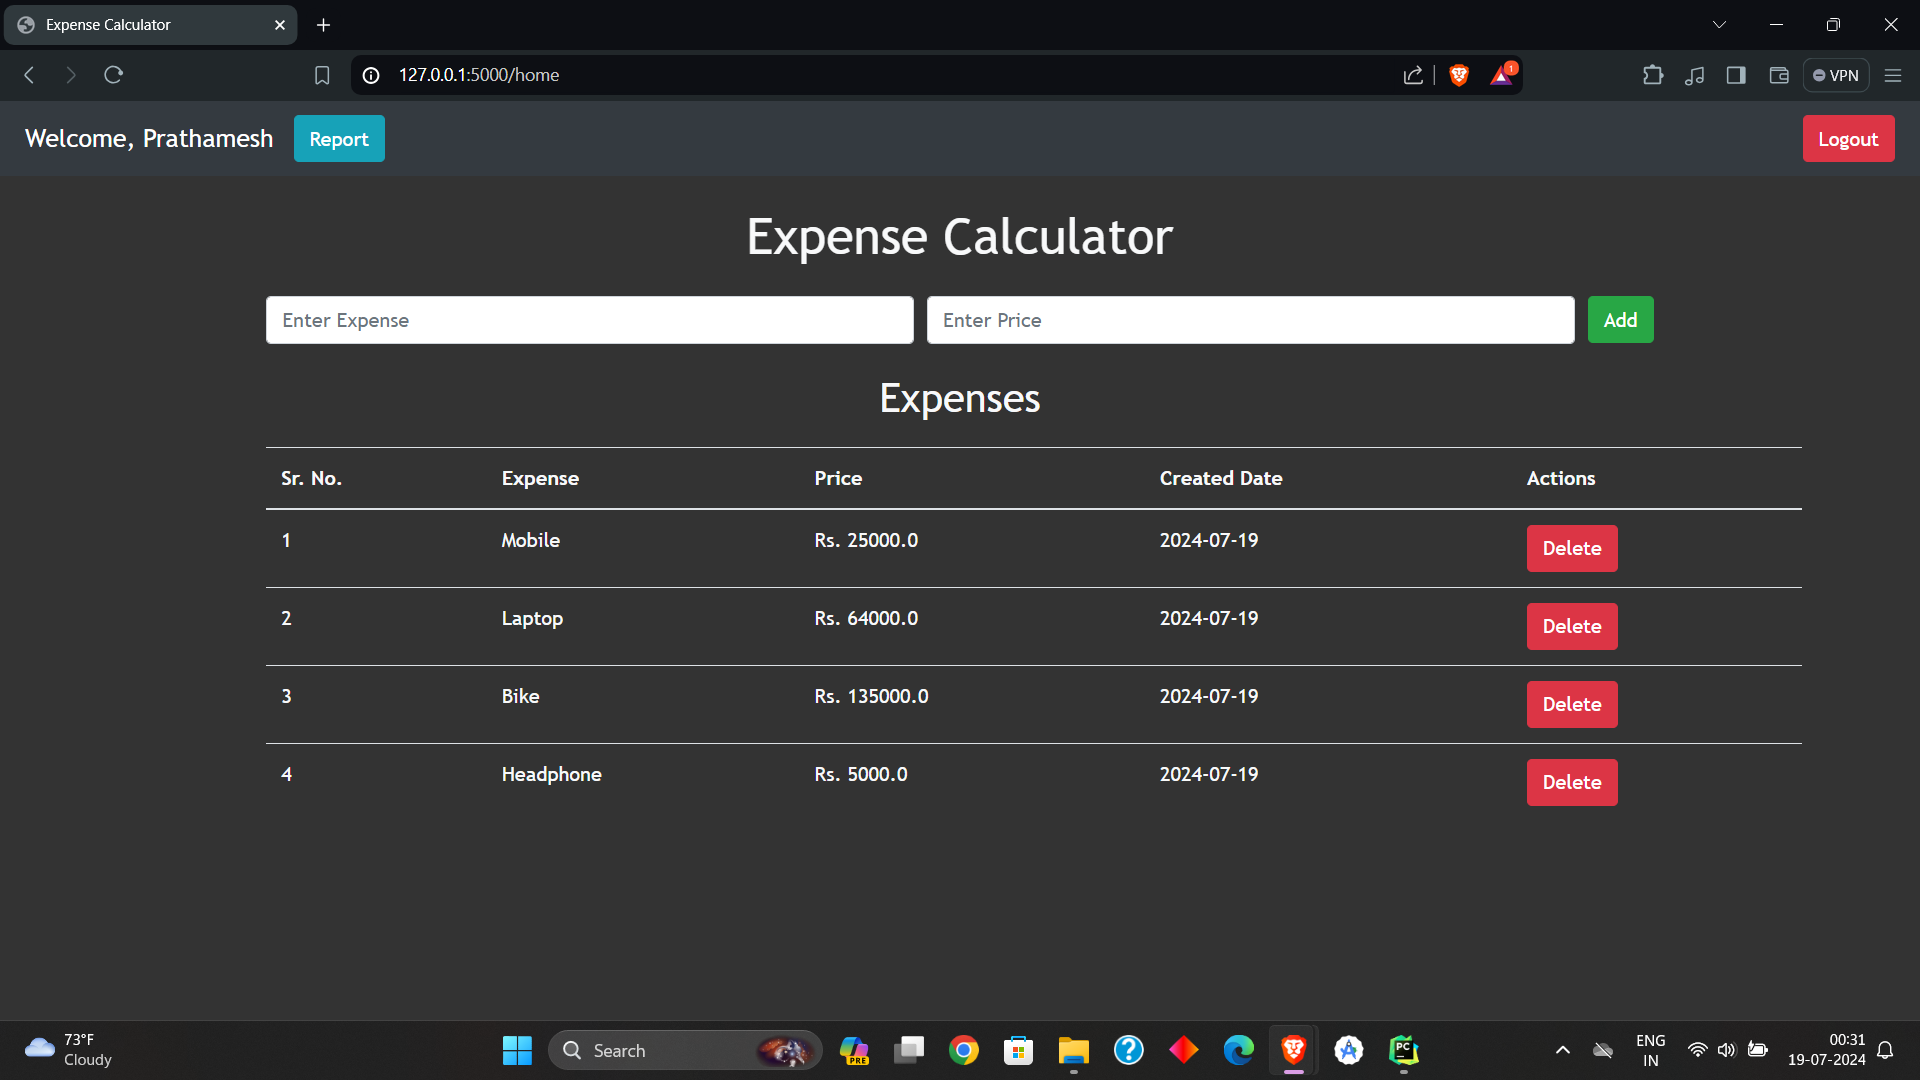 Expense Calculator
127.0.0.1:5000/home
1
VPN
Welcome, Prathamesh Report Logout
Expense Calculator
Enter Expense Enter Price Add
Expenses
Sr. No. Expense Price Created Date Actions
1 Mobile Rs. 25000.0 2024-07-19 Delete
2 Laptop Rs. 64000.0 2024-07-19 Delete
3 Bike Rs. 135000.0 2024-07-19 Delete
4 Headphone Rs. 5000.0 2024-07-19 Delete
73°F
Cloudy
Search
PRE
PC
ENG
IN
00:31
19-07-2024